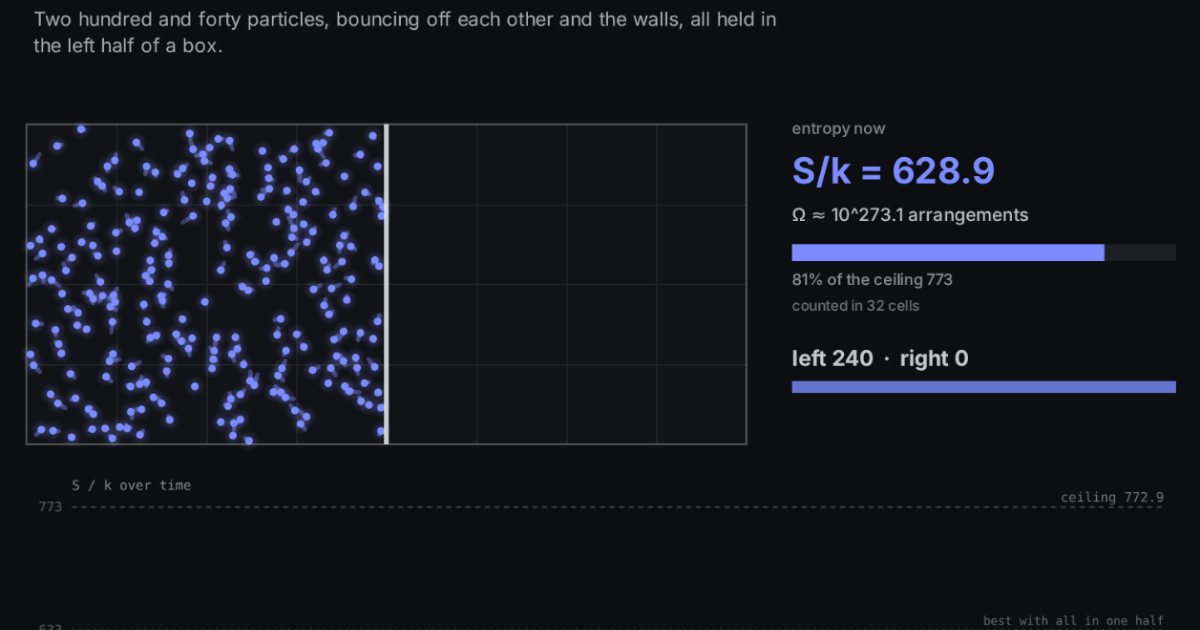 Two hundred and forty particles, bouncing off each other and the walls, all held in
the left half of a box.
entropy now
S/k = 628.9
Ω ≈ 10^273.1 arrangements
81% of the ceiling 773
counted in 32 cells
left 240 · right 0
S / k over time
ceiling 772.9
773
best with all in one half
633